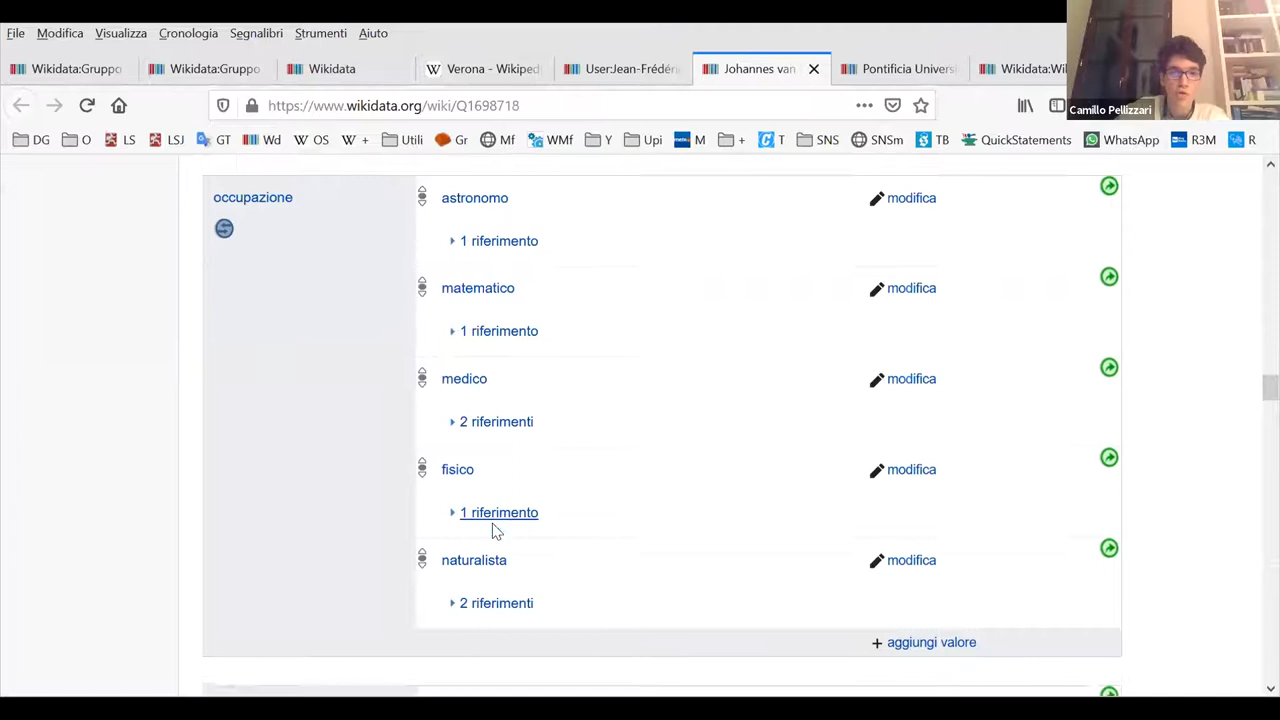 File Modifica Visualizza Cronologia Segnalibri Strumenti Aiuto
Wikidata:Gruppo Wikidata:Gruppo Wikidata Verona - Wikiped User:Jean-Frédéri Johannes van Pontificia Univers Wikidata:Wil
https://www.wikidata.org/wiki/Q1698718
Camillo Pellizzari
DG O LS LSJ GT Wd OS + Utili Gr Mf WMf Y Upi M + T SNS SNSm TB QuickStatements WhatsApp R3M R
occupazione
astronomo modifica
1 riferimento
matematico modifica
1 riferimento
medico modifica
2 riferimenti
fisico modifica
1 riferimento
naturalista modifica
2 riferimenti
+ aggiungi valore